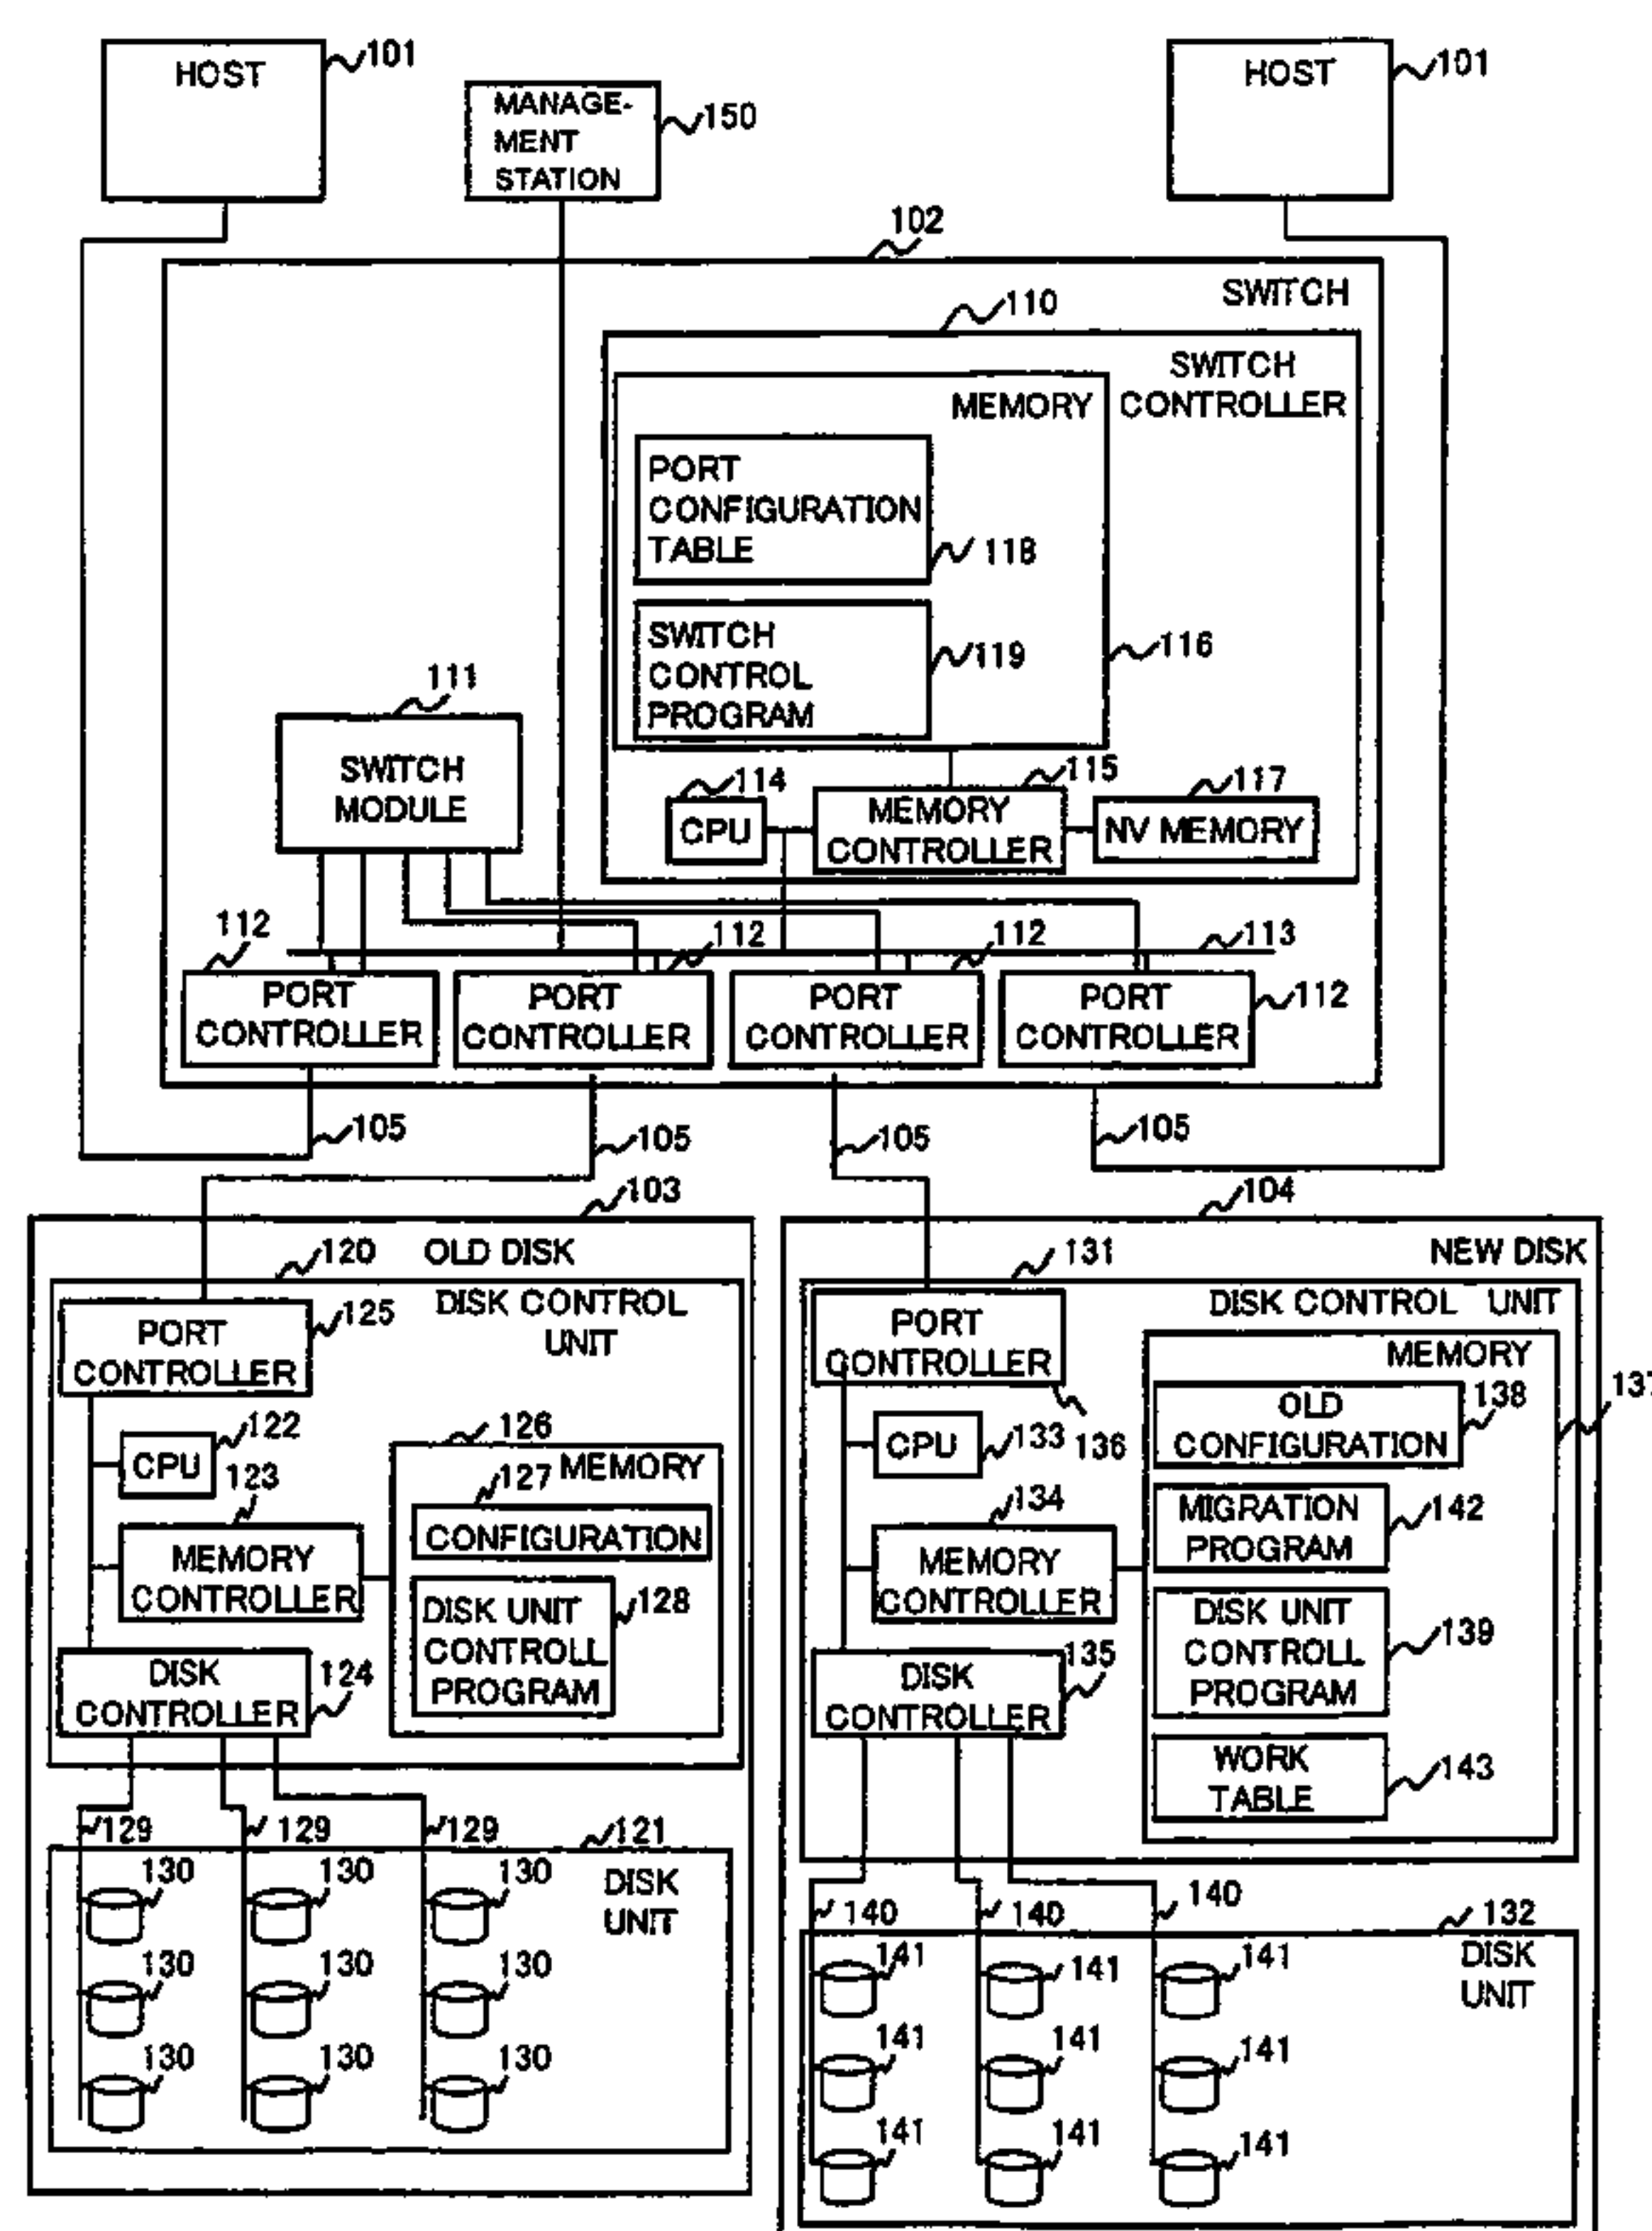 HOST
101
MANAGE-
MENT
STATION
150
HOST
101
102
SWITCH
110
SWITCH
CONTROLLER
MEMORY
PORT
CONFIGURATION
TABLE
118
SWITCH
CONTROL
PROGRAM
119
116
111
SWITCH
MODULE
114
CPU
115
MEMORY
CONTROLLER
117
NV MEMORY
112
112
112
113
PORT
CONTROLLER
PORT
CONTROLLER
PORT
CONTROLLER
PORT
CONTROLLER
112
105
105
105
105
103
OLD DISK
120
DISK CONTROL
UNIT
PORT
CONTROLLER
125
CPU
122
123
MEMORY
CONTROLLER
126
MEMORY
127
CONFIGURATION
DISK UNIT
CONTROLL
PROGRAM
128
DISK
CONTROLLER
124
129
129
129
121
DISK
UNIT
130
130
130
130
130
130
130
130
130
104
NEW DISK
131
DISK CONTROL UNIT
PORT
CONTROLLER
136
MEMORY
137
OLD
CONFIGURATION
138
CPU
133
134
MEMORY
CONTROLLER
MIGRATION
PROGRAM
142
DISK UNIT
CONTROLL
PROGRAM
139
DISK
CONTROLLER
135
WORK
TABLE
143
140
140
140
132
DISK
UNIT
141
141
141
141
141
141
141
141
141